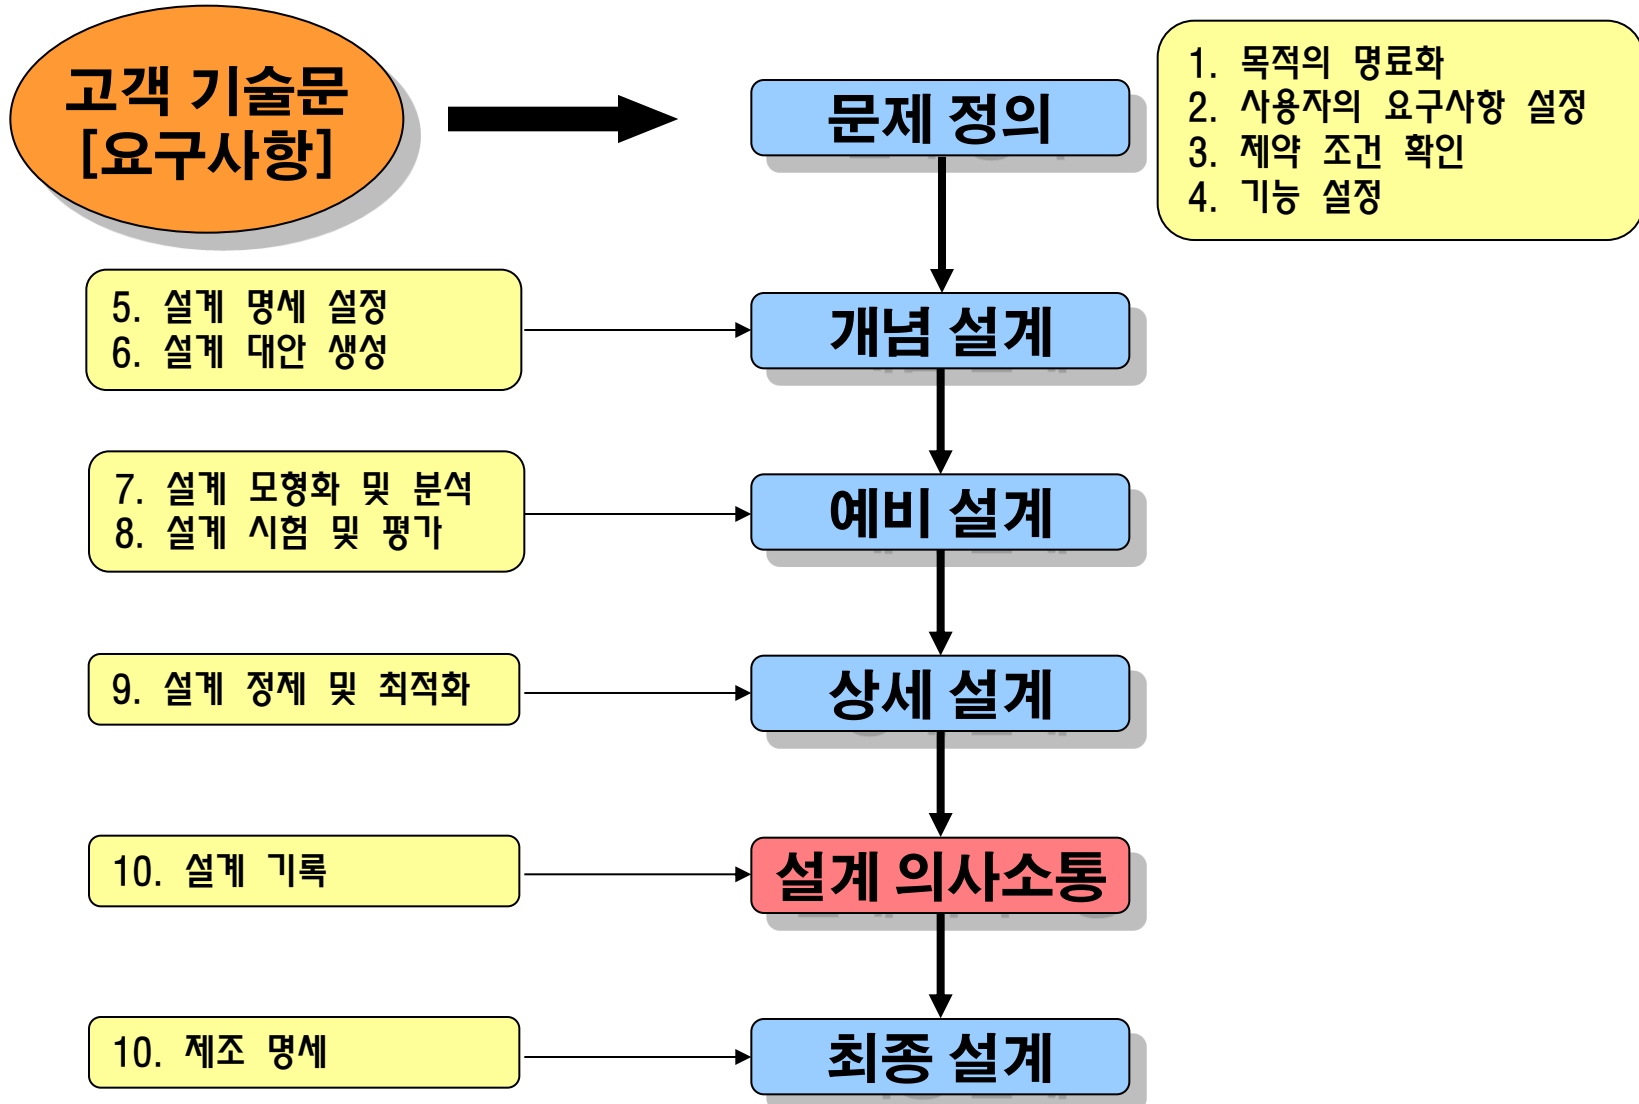 고객 기술문
[요구사항]
문제 정의
1. 목적의 명료화
2. 사용자의 요구사항 설정
3. 제약 조건 확인
4. 기능 설정
5. 설계 명세 설정
6. 설계 대안 생성
개념 설계
7. 설계 모형화 및 분석
8. 설계 시험 및 평가
예비 설계
9. 설계 정제 및 최적화
상세 설계
10. 설계 기록
설계 의사소통
10. 제조 명세
최종 설계